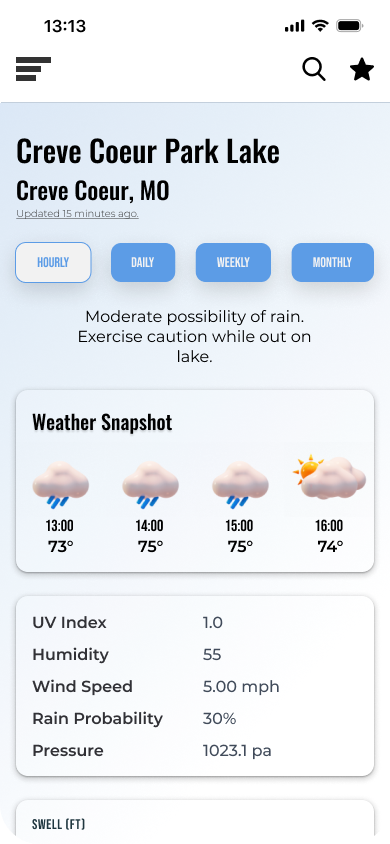 13:13
Creve Coeur Park Lake
Creve Coeur, MO
Updated 15 minutes ago.
HOURLY DAILY WEEKLY MONTHLY
Moderate possibility of rain.
Exercise caution while out on
lake.
Weather Snapshot
13:00 14:00 15:00 16:00
73° 75° 75° 74°
UV Index 1.0
Humidity 55
Wind Speed 5.00 mph
Rain Probability 30%
Pressure 1023.1 pa
SWELL (FT)